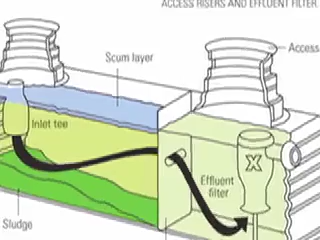 ACCESS RISERS AND EFFLUENT FILTER
Scum layer
Access
Inlet tee
X
Effluent
filter
Sludge